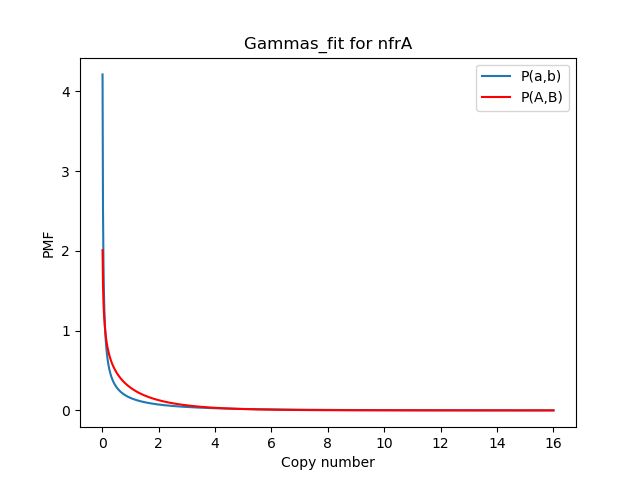 Gammas_fit for nfrA
P(a,b)
P(A,B)
PMF
4
3
2
1
0
0 2 4 6 8 10 12 14 16
Copy number